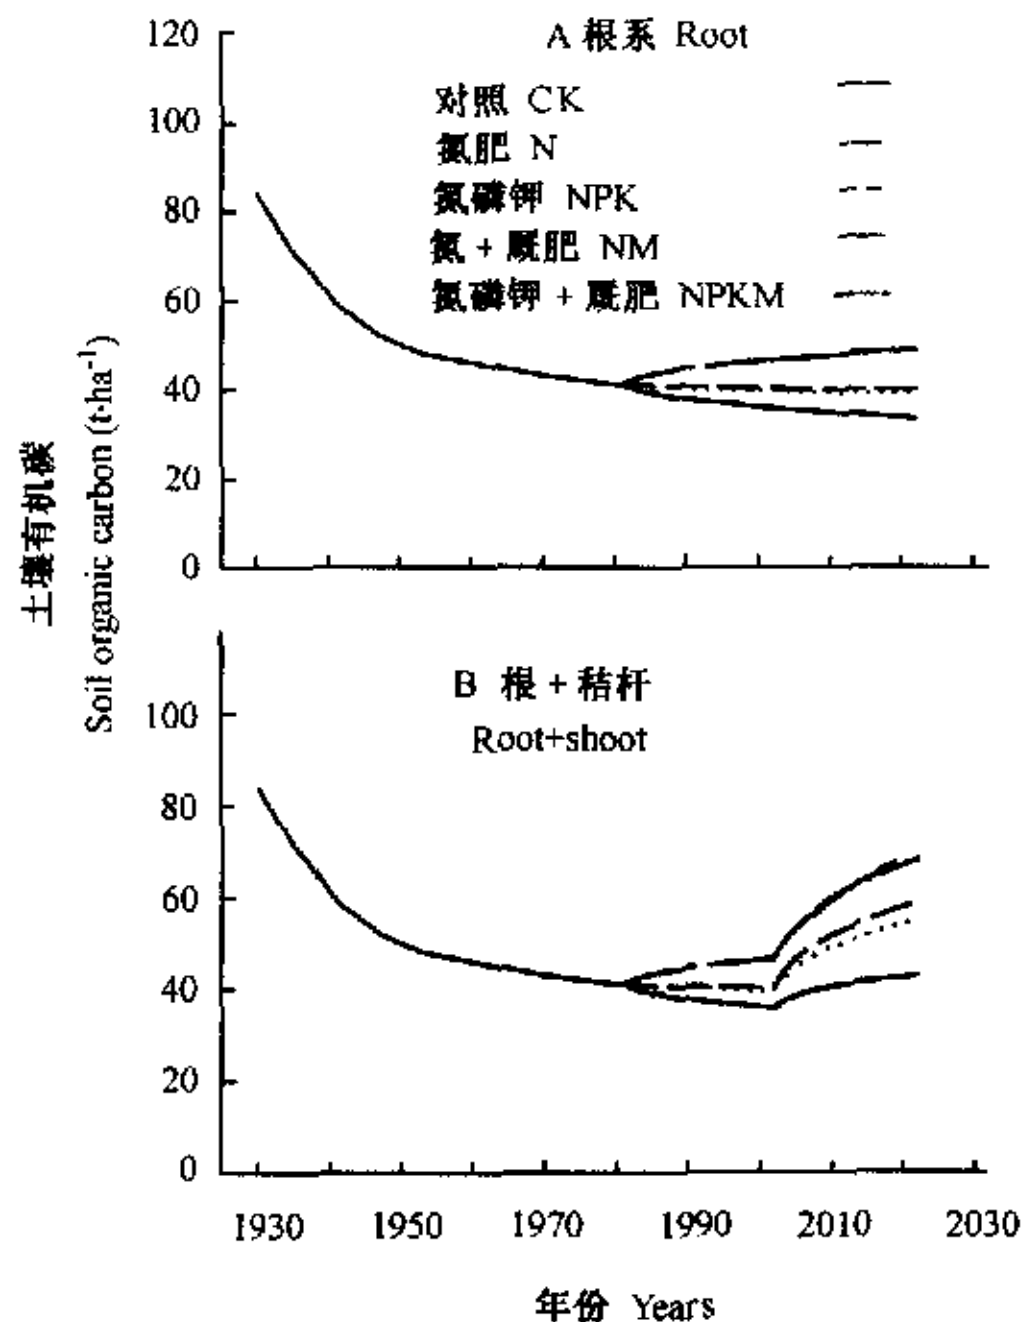 A 根系 Root
对照 CK
氮肥 N
氮磷钾 NPK
氮 + 厩肥 NM
氮磷钾 + 厩肥 NPKM
120
100
80
60
40
20
0
土壤有机碳
Soil organic carbon (t·ha⁻¹)
B 根 + 秸杆
Root+shoot
100
80
60
40
20
0
1930 1950 1970 1990 2010 2030
年份 Years